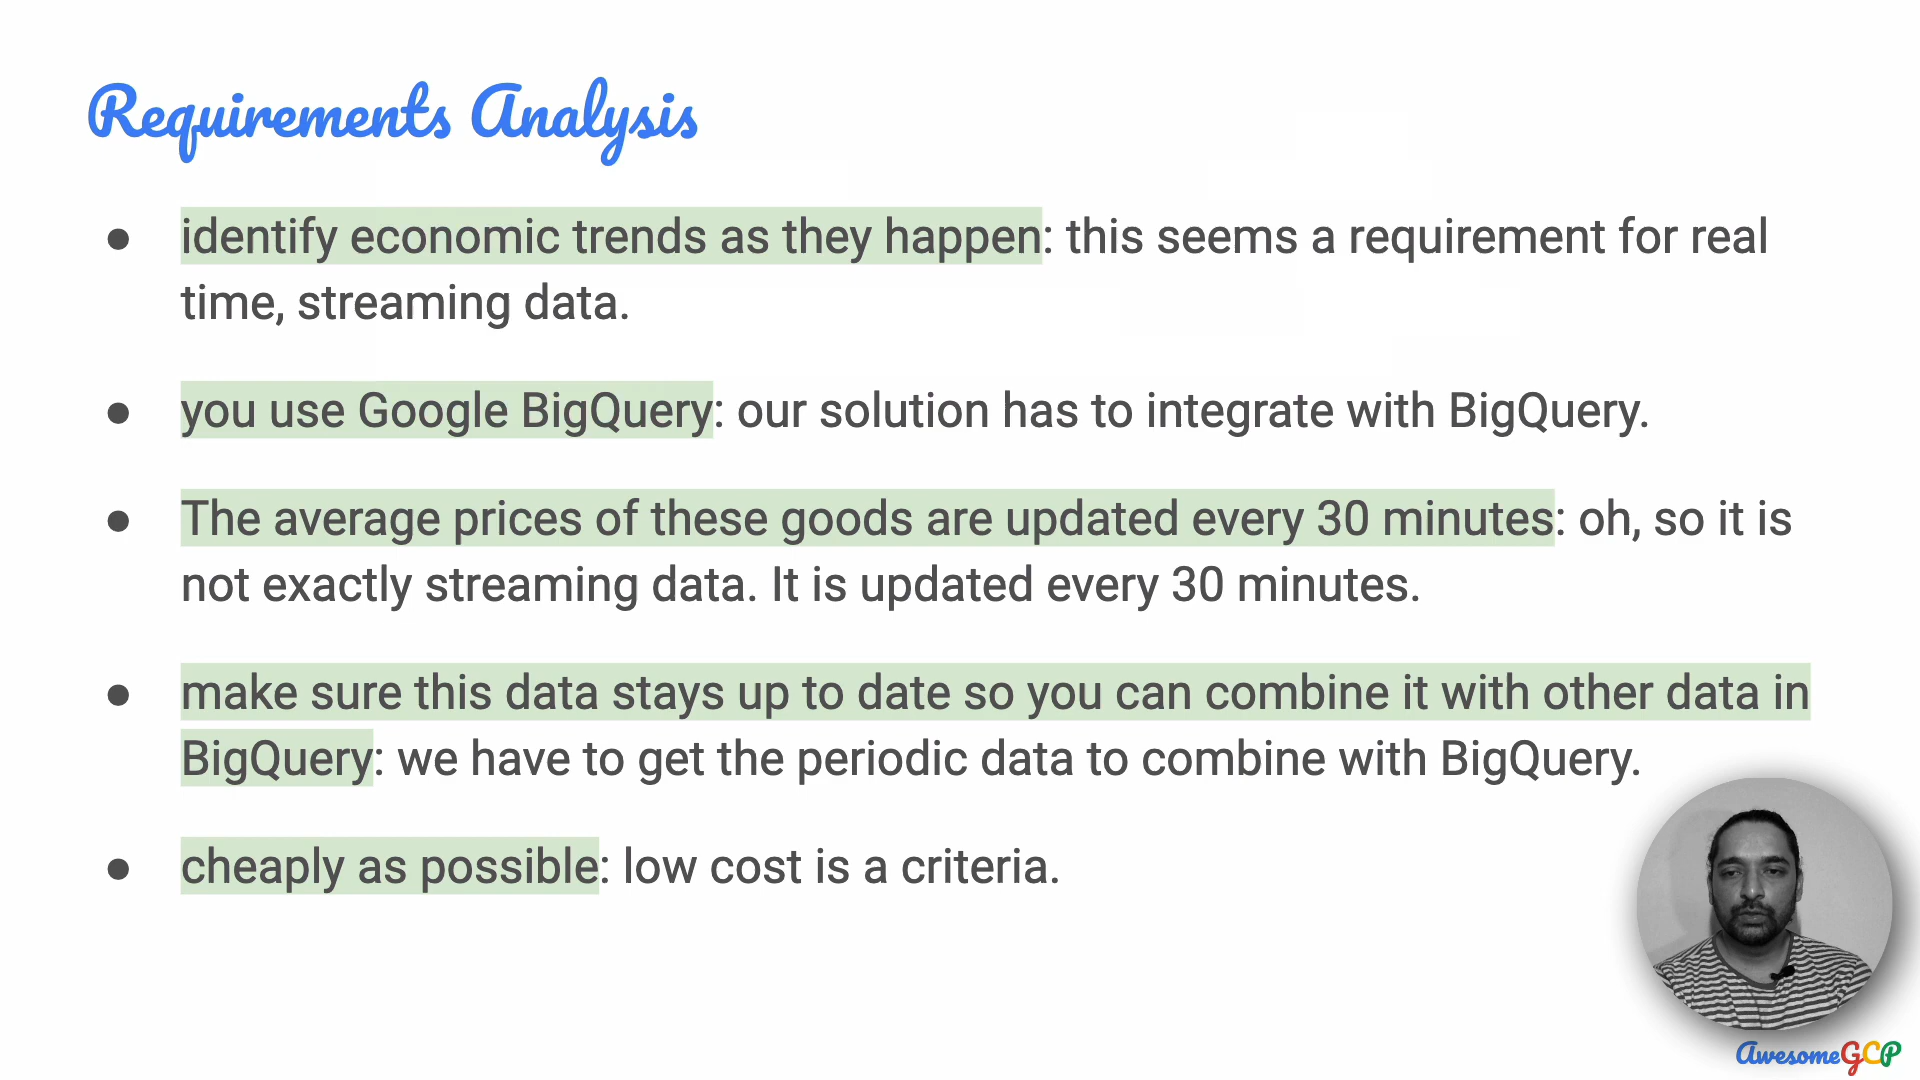 Requirements Analysis
● identify economic trends as they happen: this seems a requirement for real
time, streaming data.
● you use Google BigQuery: our solution has to integrate with BigQuery.
● The average prices of these goods are updated every 30 minutes: oh, so it is
not exactly streaming data. It is updated every 30 minutes.
● make sure this data stays up to date so you can combine it with other data in
BigQuery: we have to get the periodic data to combine with BigQuery.
● cheaply as possible: low cost is a criteria.
AwesomeGCP